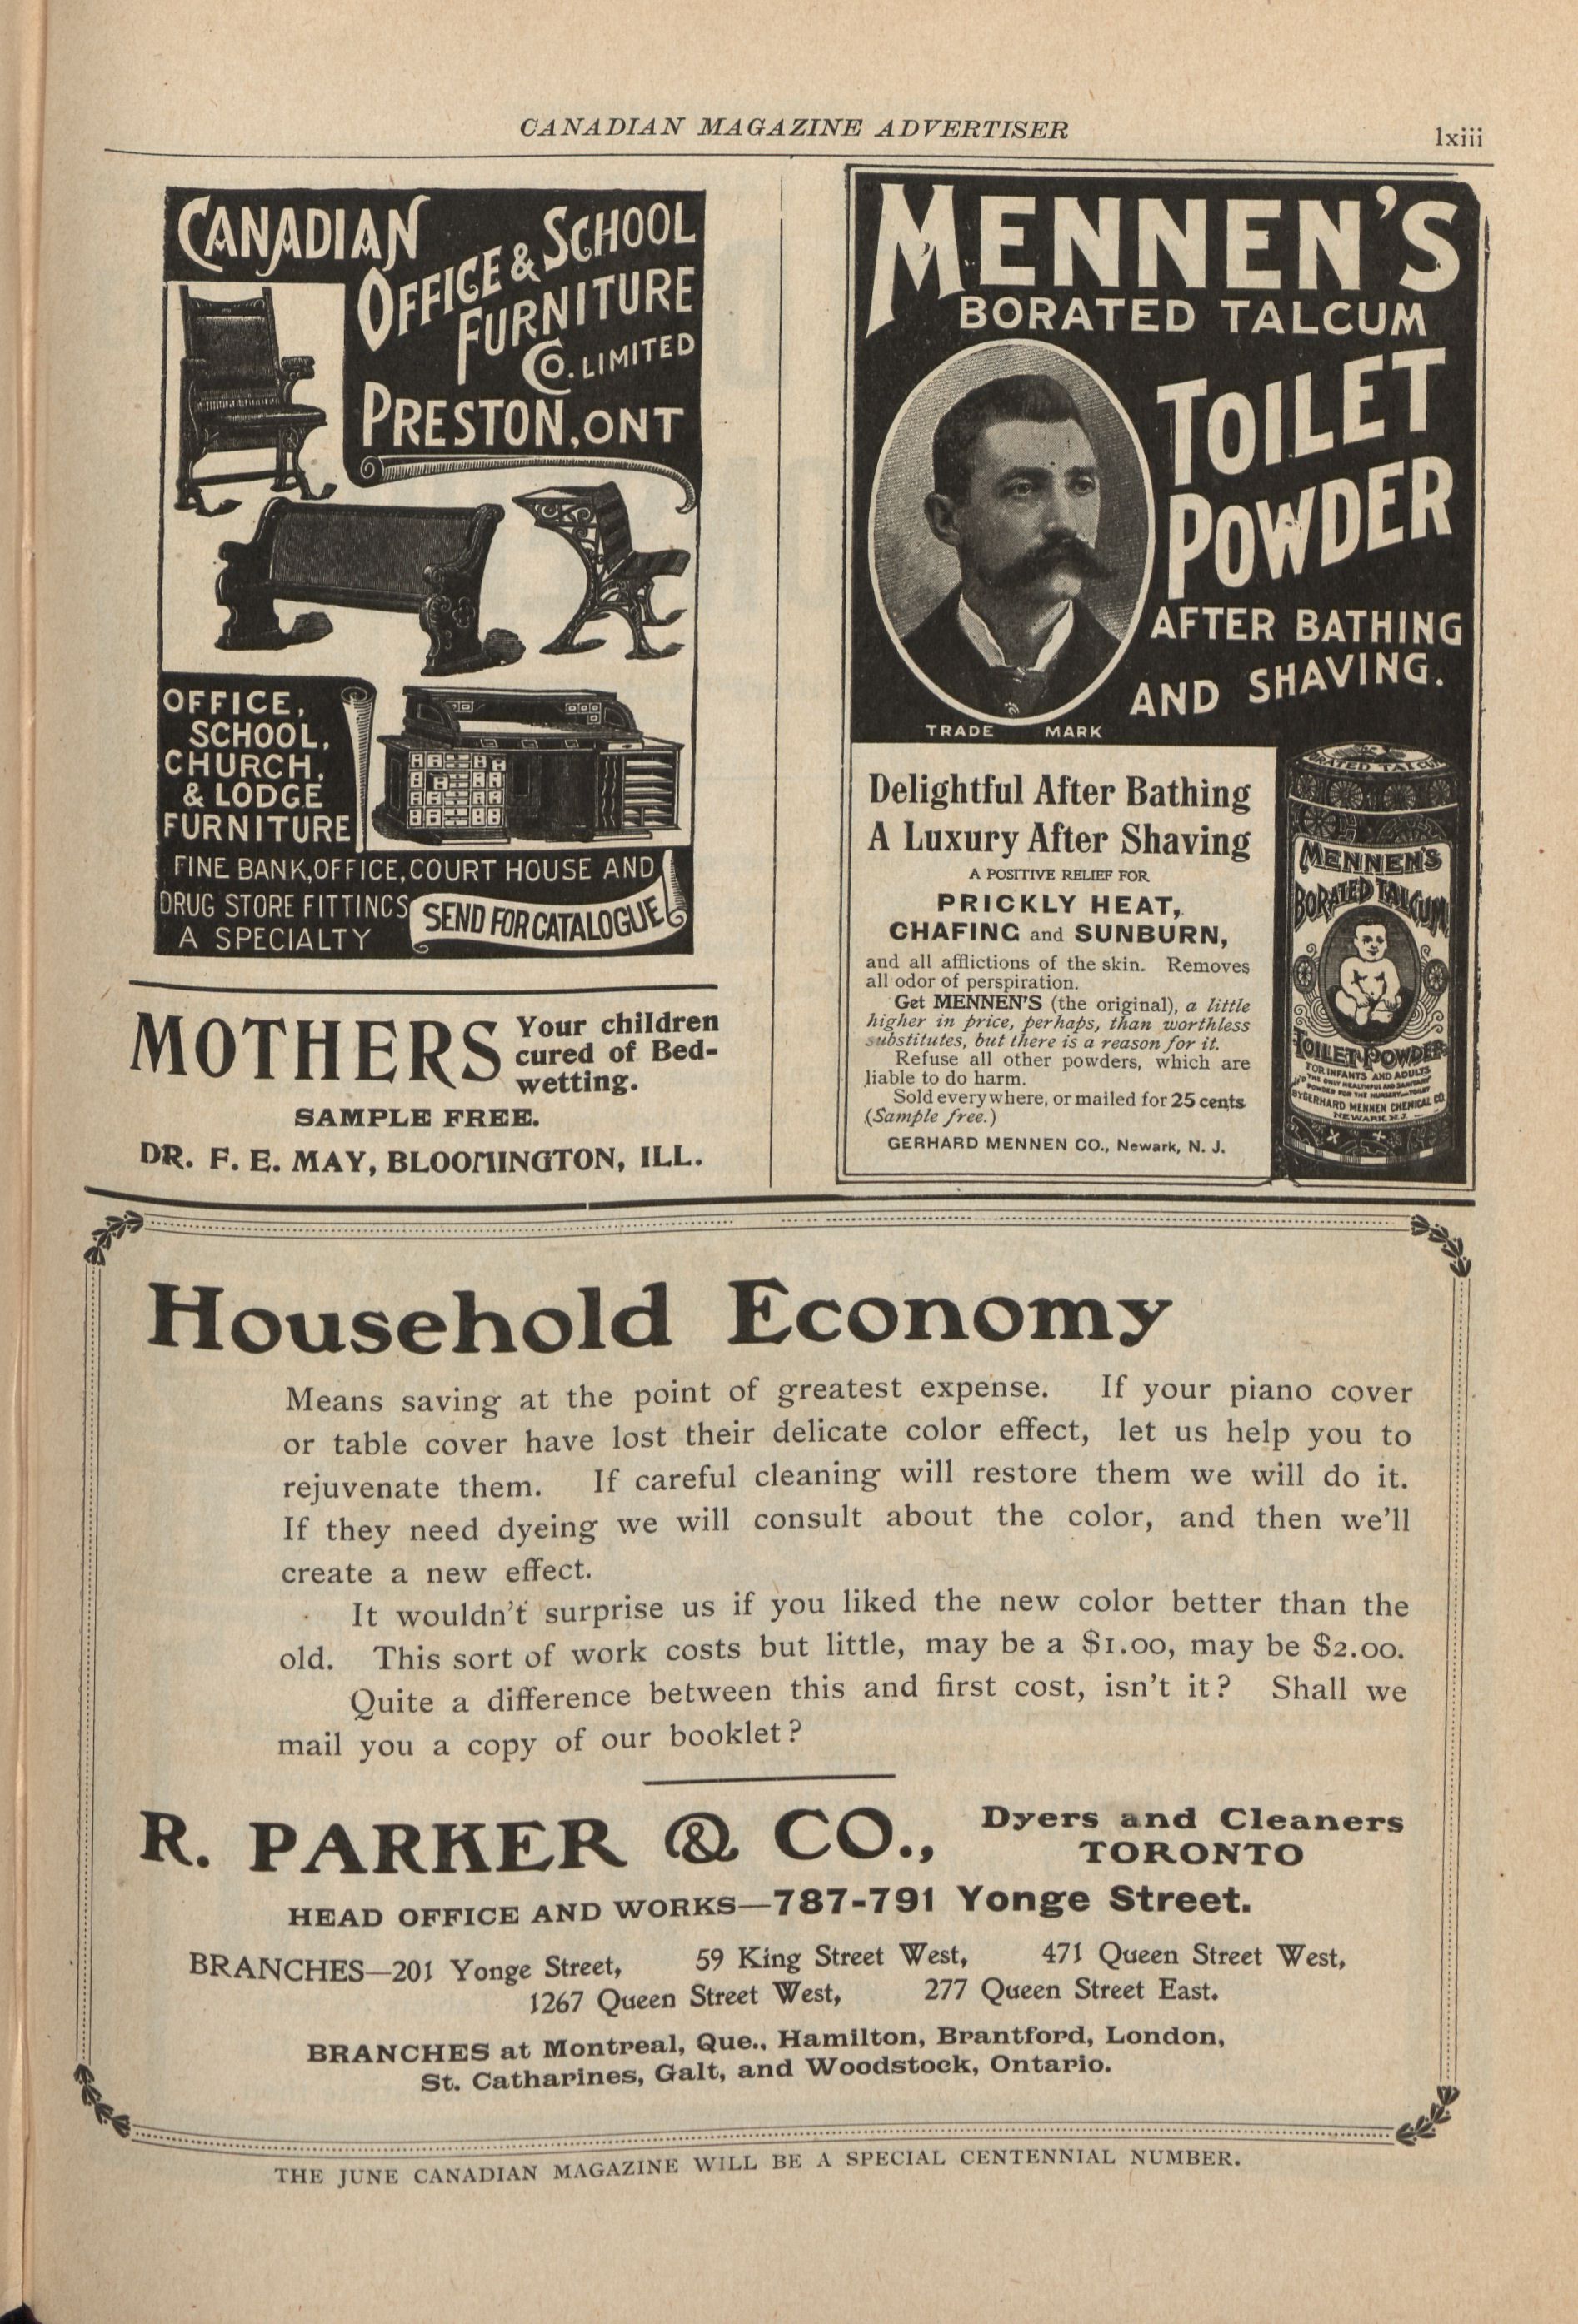 CANADIAN MAGAZINE ADVERTISER
lxiii
CANADIAN
OFFICE & SCHOOL
FURNITURE
CO. LIMITED
PRESTON, ONT
OFFICE,
SCHOOL,
CHURCH,
& LODGE
FURNITURE
FINE BANK, OFFICE, COURT HOUSE AND
DRUG STORE FITTINGS
A SPECIALTY
SEND FOR CATALOGUE
MOTHERS
Your children
cured of Bed-
wetting.
SAMPLE FREE.
DR. F. E. MAY, BLOOMINGTON, ILL.
MENNEN'S
BORATED TALCUM
TOILET
POWDER
AFTER BATHING
AND SHAVING.
TRADE MARK
Delightful After Bathing
A Luxury After Shaving
A POSITIVE RELIEF FOR
PRICKLY HEAT,
CHAFING and SUNBURN,
and all afflictions of the skin. Removes
all odor of perspiration.
Get MENNEN'S (the original), a little
higher in price, perhaps, than worthless
substitutes, but there is a reason for it.
Refuse all other powders, which are
liable to do harm.
Sold everywhere, or mailed for 25 cents
(Sample free.)
GERHARD MENNEN CO., Newark, N. J.
BORATED TALCUM
MENNEN'S
BORATED TALCUM
TOILET POWDER
FOR INFANTS AND ADULTS
THE ONLY HEALTHFUL AND SANITARY
POWDER FOR THE NURSERY AND TOILET
BY GERHARD MENNEN CHEMICAL CO.
NEWARK N.J.
Household Economy
Means saving at the point of greatest expense. If your piano cover
or table cover have lost their delicate color effect, let us help you to
rejuvenate them. If careful cleaning will restore them we will do it.
If they need dyeing we will consult about the color, and then we'll
create a new effect.
It wouldn't surprise us if you liked the new color better than the
old. This sort of work costs but little, may be a $1.00, may be $2.00.
Quite a difference between this and first cost, isn't it? Shall we
mail you a copy of our booklet?
R. PARKER & CO.,
Dyers and Cleaners
TORONTO
HEAD OFFICE AND WORKS—787-791 Yonge Street.
BRANCHES—201 Yonge Street, 59 King Street West, 471 Queen Street West,
1267 Queen Street West, 277 Queen Street East.
BRANCHES at Montreal, Que., Hamilton, Brantford, London,
St. Catharines, Galt, and Woodstock, Ontario.
THE JUNE CANADIAN MAGAZINE WILL BE A SPECIAL CENTENNIAL NUMBER.